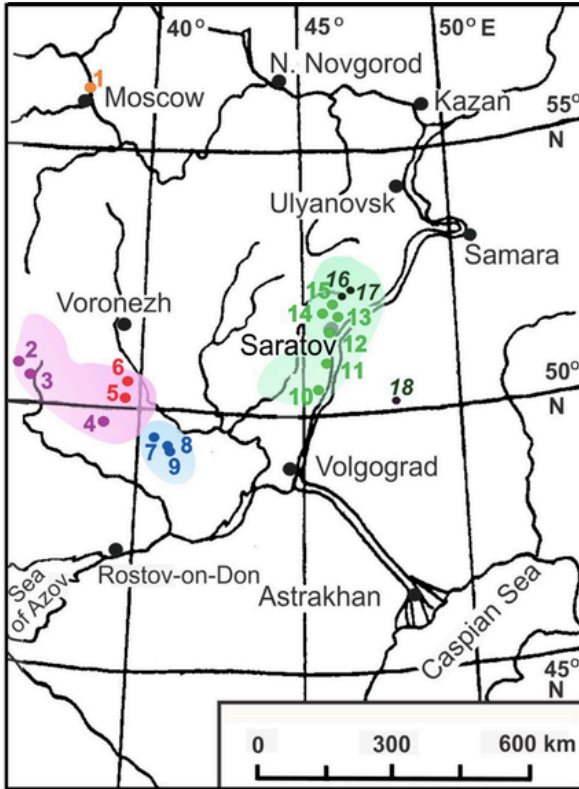 40° 45° 50° E
1
N. Novgorod
Moscow
Kazan
55°
N
Ulyanovsk
Samara
16
15 17
Voronezh
14 13
Saratov
12
2
6
11
3
50°
5
10
18
N
4
7 8
9
Volgograd
Sea
of Azov
Rostov-on-Don
Astrakhan
Caspian Sea
45°
N
0 300 600 km